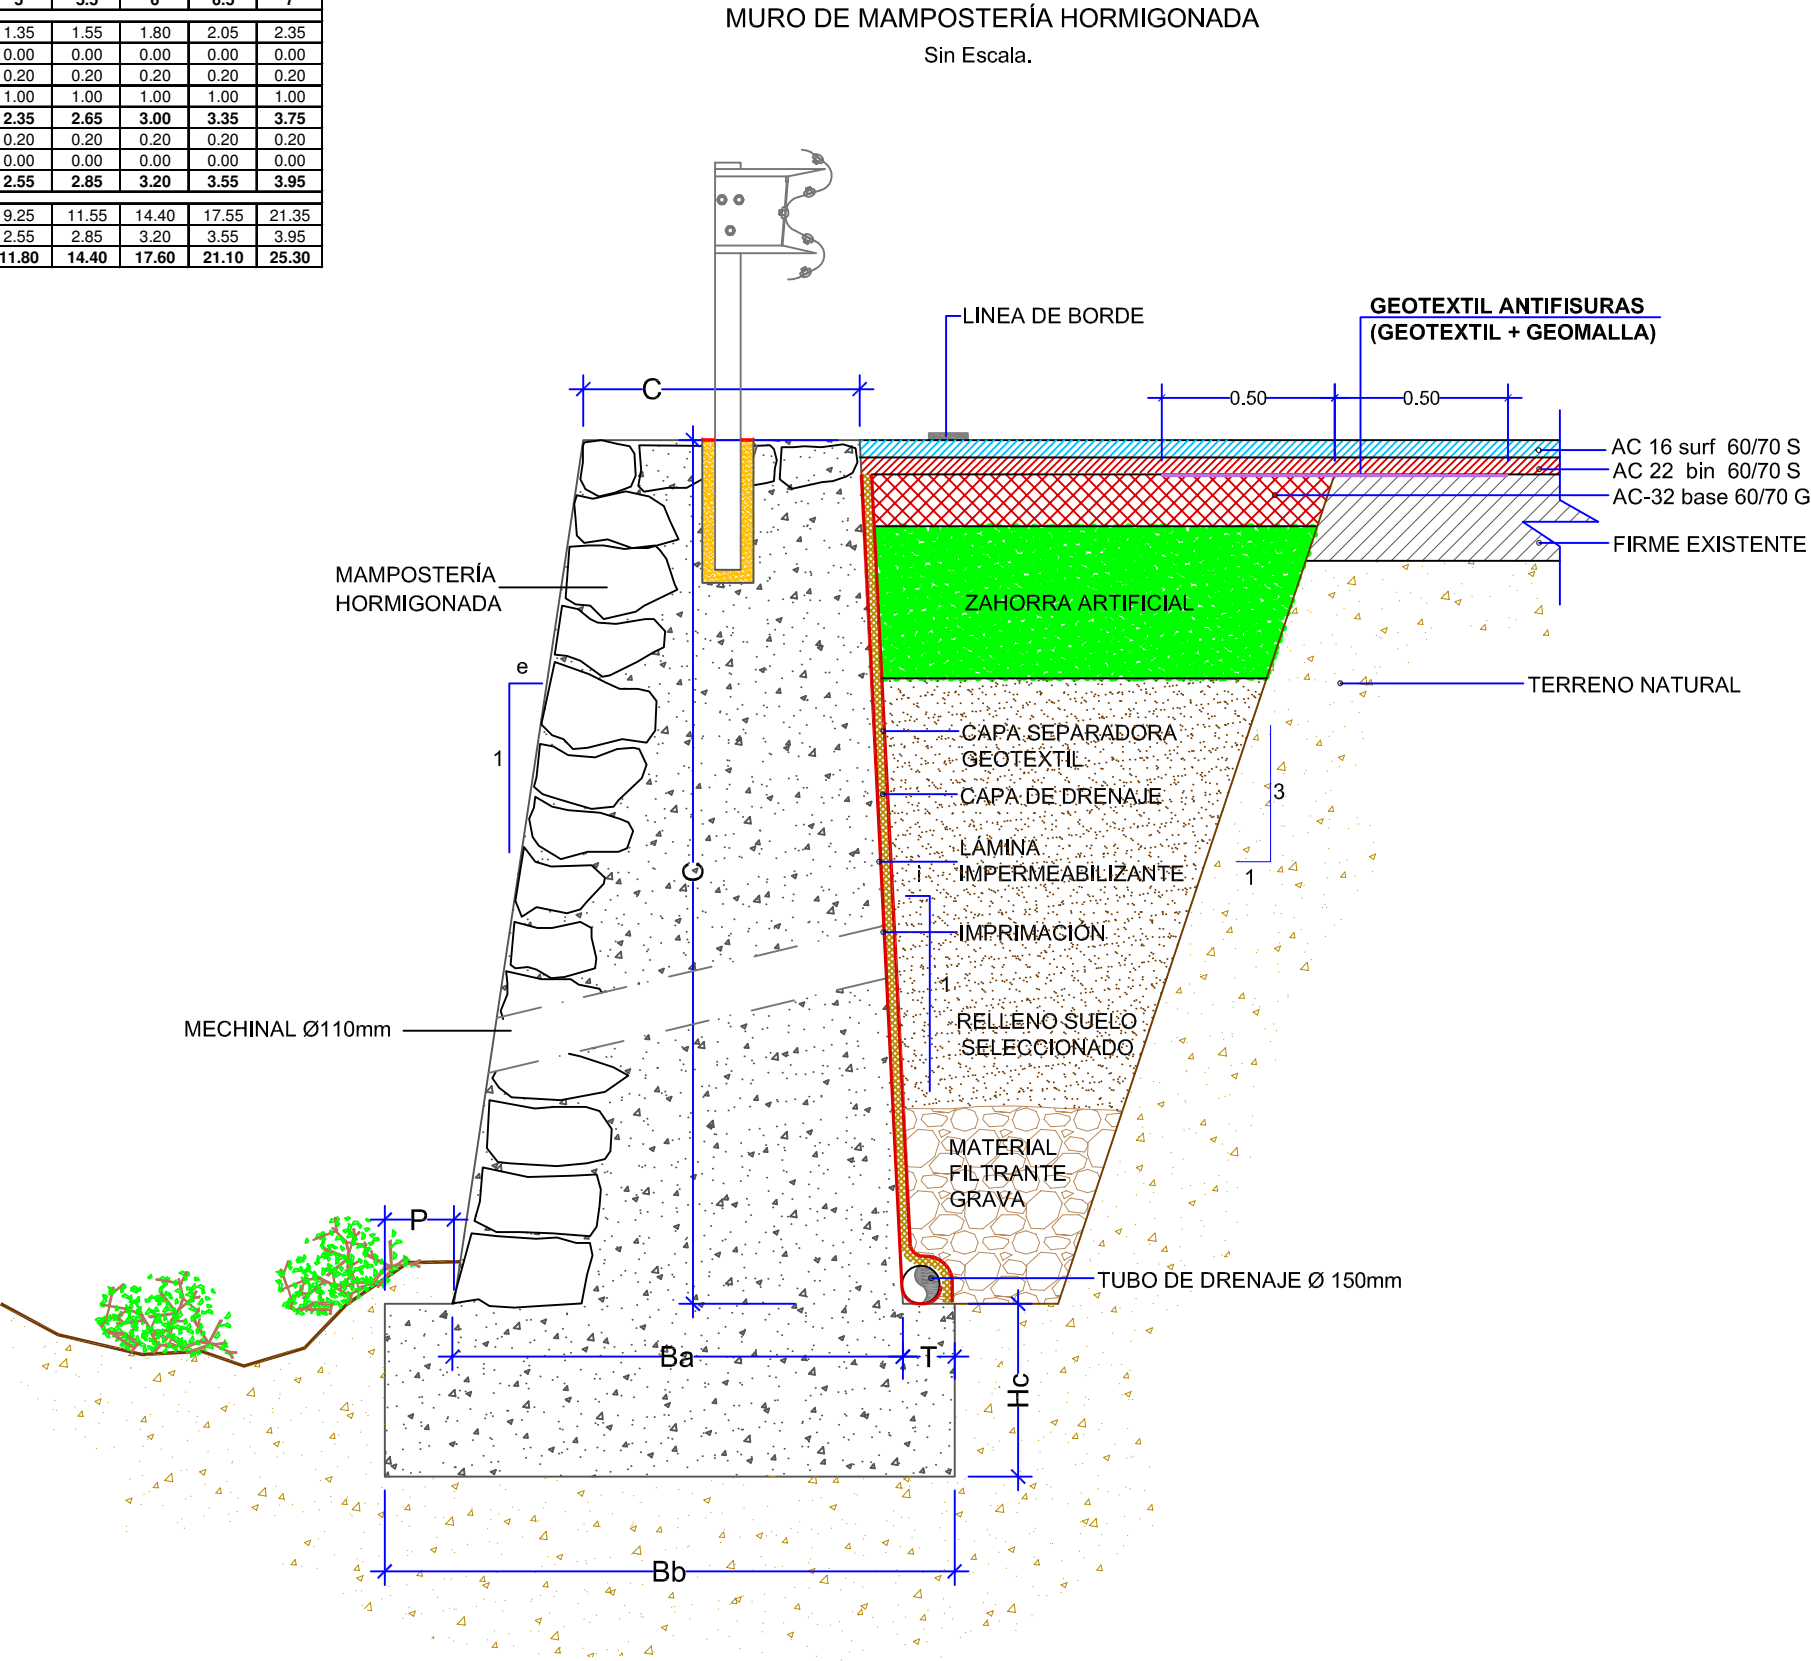 5 5.5 6 6.5 7
1.35 1.55 1.80 2.05 2.35
0.00 0.00 0.00 0.00 0.00
0.20 0.20 0.20 0.20 0.20
1.00 1.00 1.00 1.00 1.00
2.35 2.65 3.00 3.35 3.75
0.20 0.20 0.20 0.20 0.20
0.00 0.00 0.00 0.00 0.00
2.55 2.85 3.20 3.55 3.95
9.25 11.55 14.40 17.55 21.35
2.55 2.85 3.20 3.55 3.95
11.80 14.40 17.60 21.10 25.30
MURO DE MAMPOSTERÍA HORMIGONADA
Sin Escala.
LINEA DE BORDE
GEOTEXTIL ANTIFISURAS
(GEOTEXTIL + GEOMALLA)
C
0.50
0.50
AC 16 surf 60/70 S
AC 22 bin 60/70 S
AC-32 base 60/70 G
FIRME EXISTENTE
MAMPOSTERÍA
HORMIGONADA
ZAHORRA ARTIFICIAL
e
1
TERRENO NATURAL
CAPA SEPARADORA
GEOTEXTIL
CAPA DE DRENAJE
3
1
LÁMINA
IMPERMEABILIZANTE
G
i
1
IMPRIMACIÓN
RELLENO SUELO
SELECCIONADO
MECHINAL Ø110mm
MATERIAL
FILTRANTE
GRAVA
P
TUBO DE DRENAJE Ø 150mm
Ba
T
Hc
Bb